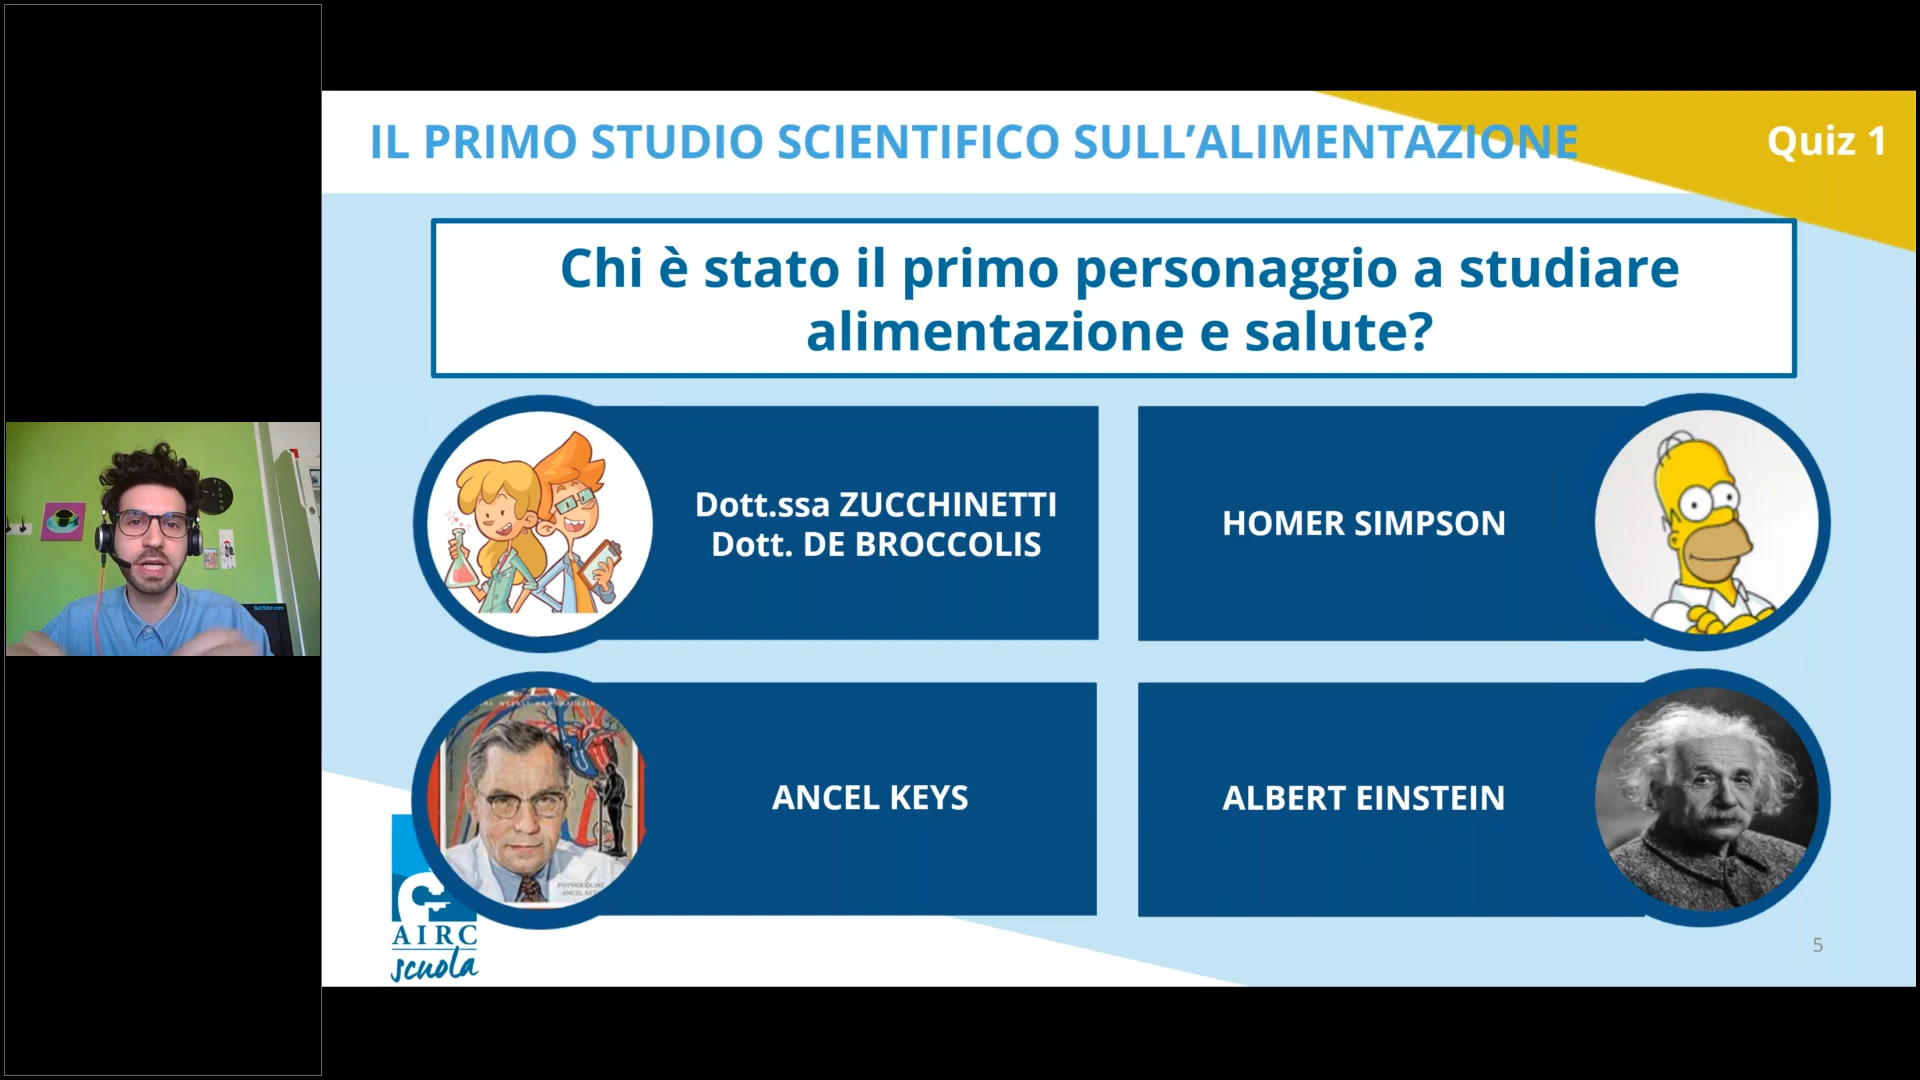 IL PRIMO STUDIO SCIENTIFICO SULL’ALIMENTAZIONE
Quiz 1
Chi è stato il primo personaggio a studiare
alimentazione e salute?
Dott.ssa ZUCCHINETTI
Dott. DE BROCCOLIS
HOMER SIMPSON
ANCEL KEYS
ALBERT EINSTEIN
AIRC
scuola
5